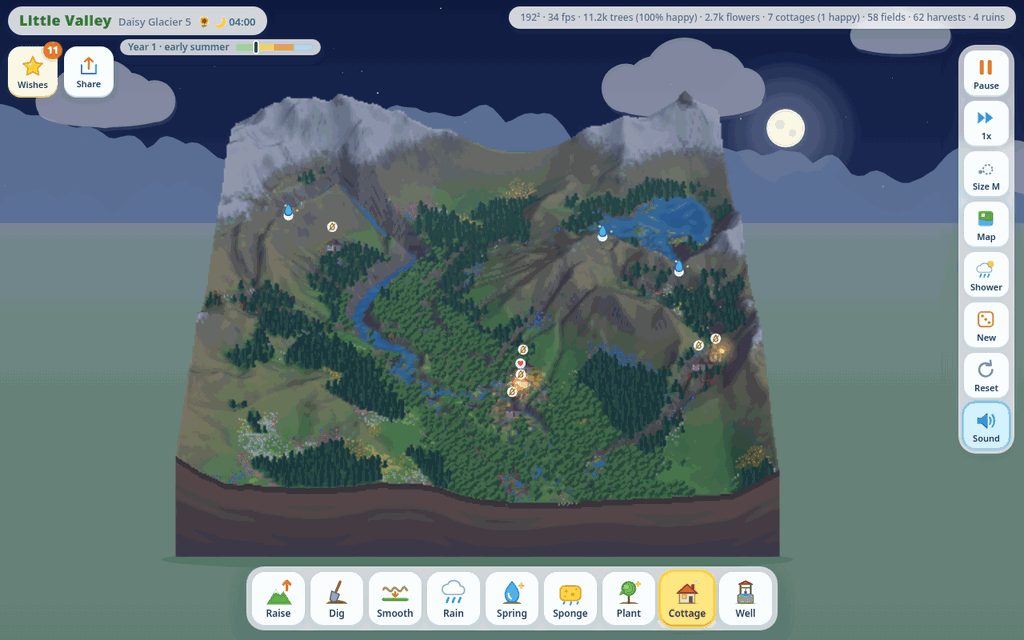 Little Valley Daisy Glacier 5 04:00
192² · 34 fps · 11.2k trees (100% happy) · 2.7k flowers · 7 cottages (1 happy) · 58 fields · 62 harvests · 4 ruins
Year 1 · early summer
11
Wishes
Share
Pause
1x
Size M
Map
Shower
New
Reset
Sound
Raise
Dig
Smooth
Rain
Spring
Sponge
Plant
Cottage
Well